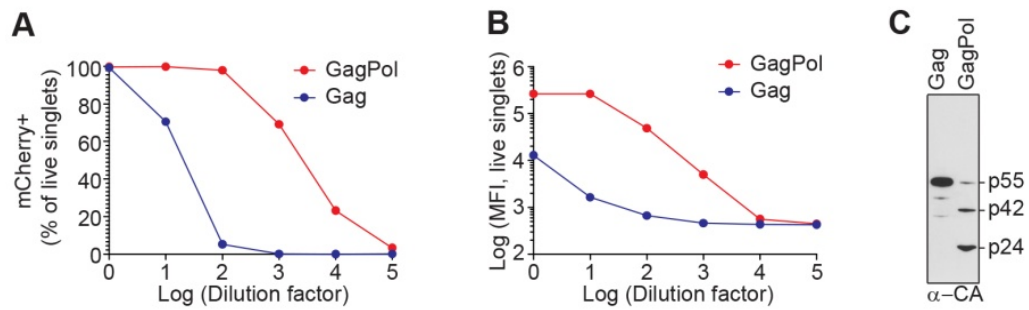 A
mCherry+
(% of live singlets)
100
80
60
40
20
0
0 1 2 3 4 5
Log (Dilution factor)
GagPol
Gag
B
Log (MFI, live singlets)
6
5
4
3
2
0 1 2 3 4 5
Log (Dilution factor)
GagPol
Gag
C
Gag
GagPol
p55
p42
p24
α–CA